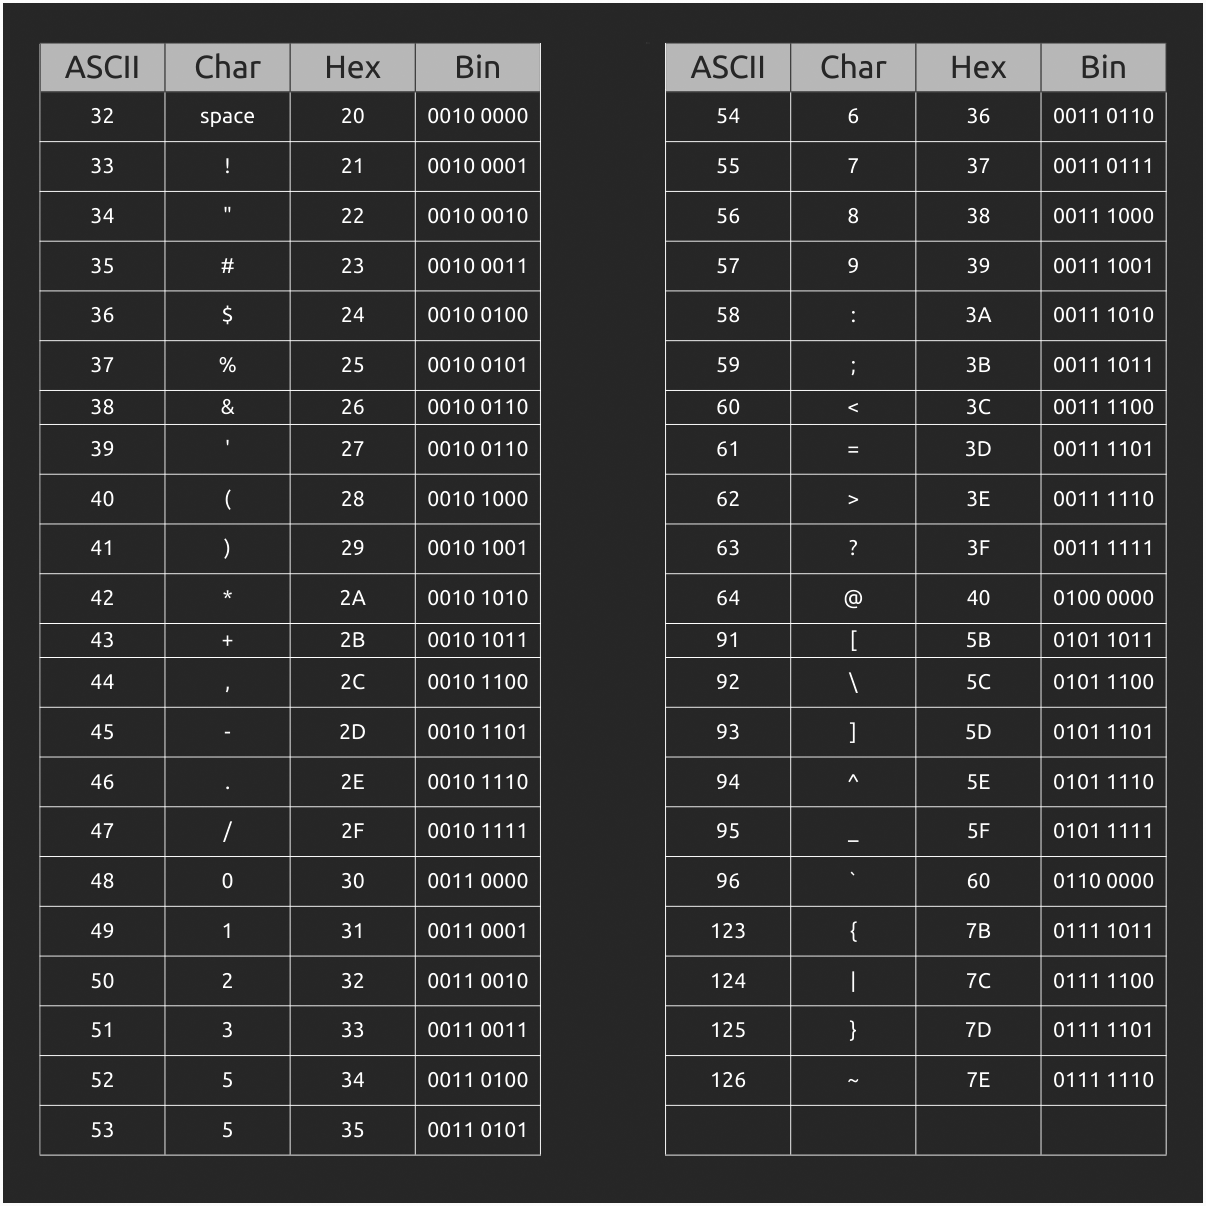 ASCII Char Hex Bin
32 space 20 0010 0000
33 ! 21 0010 0001
34 " 22 0010 0010
35 # 23 0010 0011
36 $ 24 0010 0100
37 % 25 0010 0101
38 & 26 0010 0110
39 ' 27 0010 0110
40 ( 28 0010 1000
41 ) 29 0010 1001
42 * 2A 0010 1010
43 + 2B 0010 1011
44 , 2C 0010 1100
45 - 2D 0010 1101
46 . 2E 0010 1110
47 / 2F 0010 1111
48 0 30 0011 0000
49 1 31 0011 0001
50 2 32 0011 0010
51 3 33 0011 0011
52 5 34 0011 0100
53 5 35 0011 0101
ASCII Char Hex Bin
54 6 36 0011 0110
55 7 37 0011 0111
56 8 38 0011 1000
57 9 39 0011 1001
58 : 3A 0011 1010
59 ; 3B 0011 1011
60 < 3C 0011 1100
61 = 3D 0011 1101
62 > 3E 0011 1110
63 ? 3F 0011 1111
64 @ 40 0100 0000
91 [ 5B 0101 1011
92 \ 5C 0101 1100
93 ] 5D 0101 1101
94 ^ 5E 0101 1110
95 _ 5F 0101 1111
96 ` 60 0110 0000
123 { 7B 0111 1011
124 | 7C 0111 1100
125 } 7D 0111 1101
126 ~ 7E 0111 1110